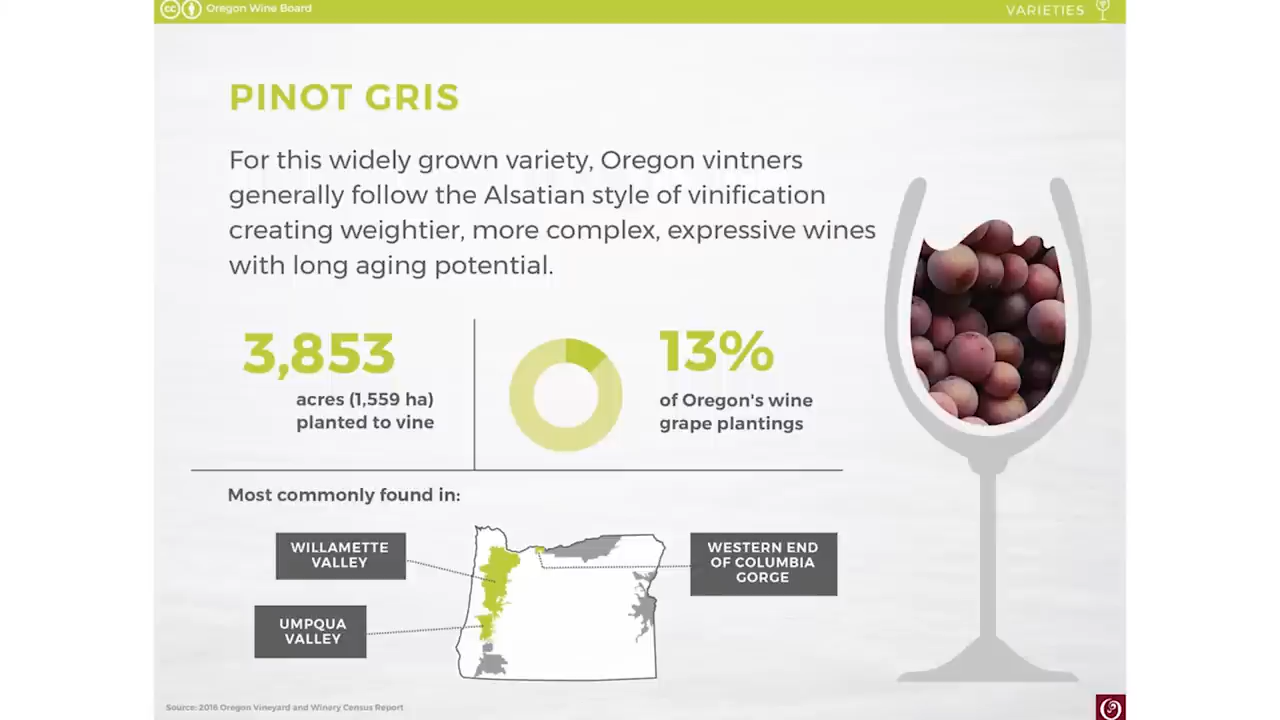 Oregon Wine Board
VARIETIES
PINOT GRIS
For this widely grown variety, Oregon vintners
generally follow the Alsatian style of vinification
creating weightier, more complex, expressive wines
with long aging potential.
3,853
acres (1,559 ha)
planted to vine
13%
of Oregon's wine
grape plantings
Most commonly found in:
WILLAMETTE
VALLEY
UMPQUA
VALLEY
WESTERN END
OF COLUMBIA
GORGE
Source: 2016 Oregon Vineyard and Winery Census Report